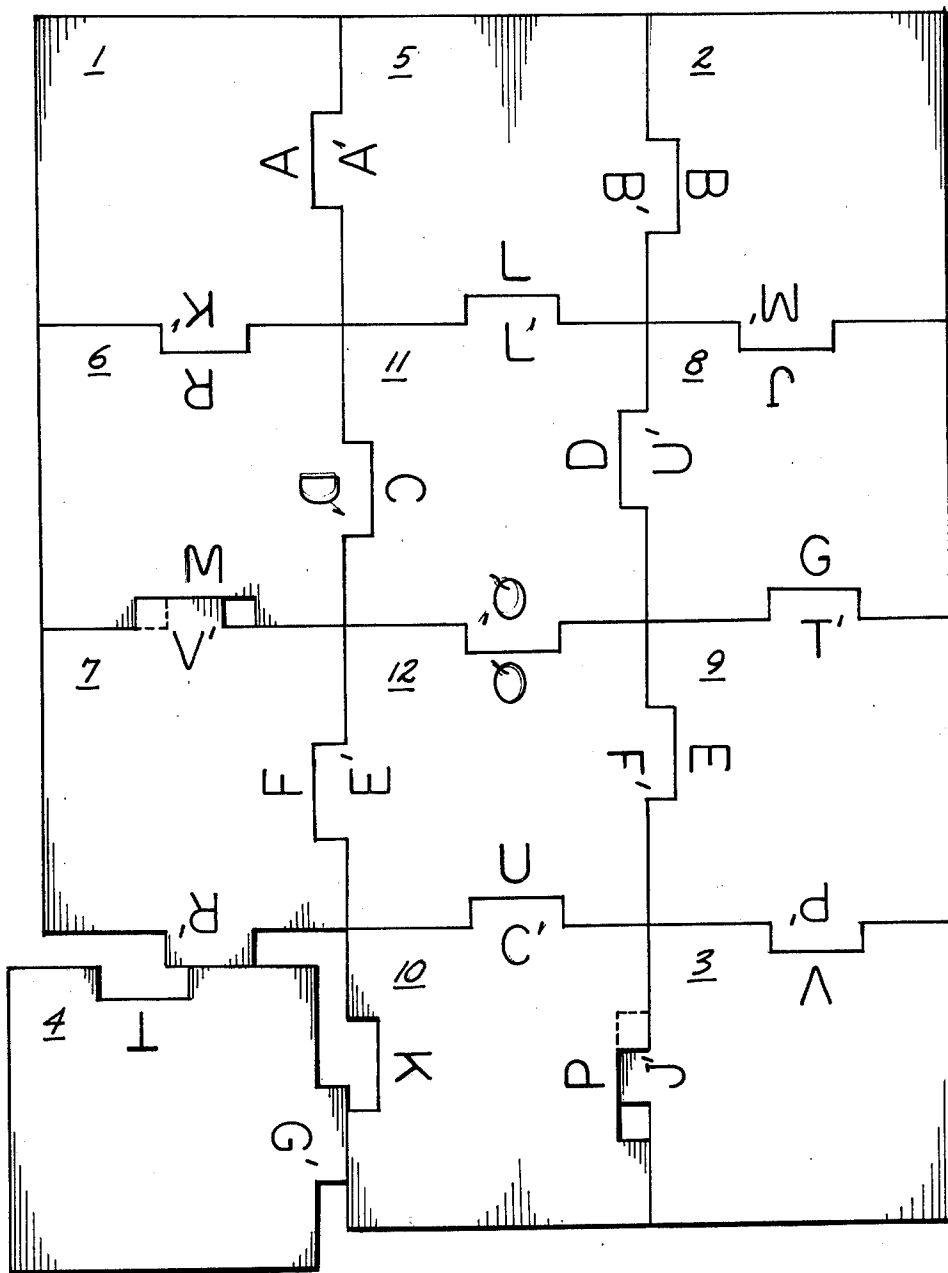 1 5 2
A A' B' B
K' L M'
6 R 11 L' 8 J
D' C D U'
M Q' G
7 V' 12 Q 9 T'
F E' F' E
R' U P'
4 T 10 C' 3 V
K P J'
G'